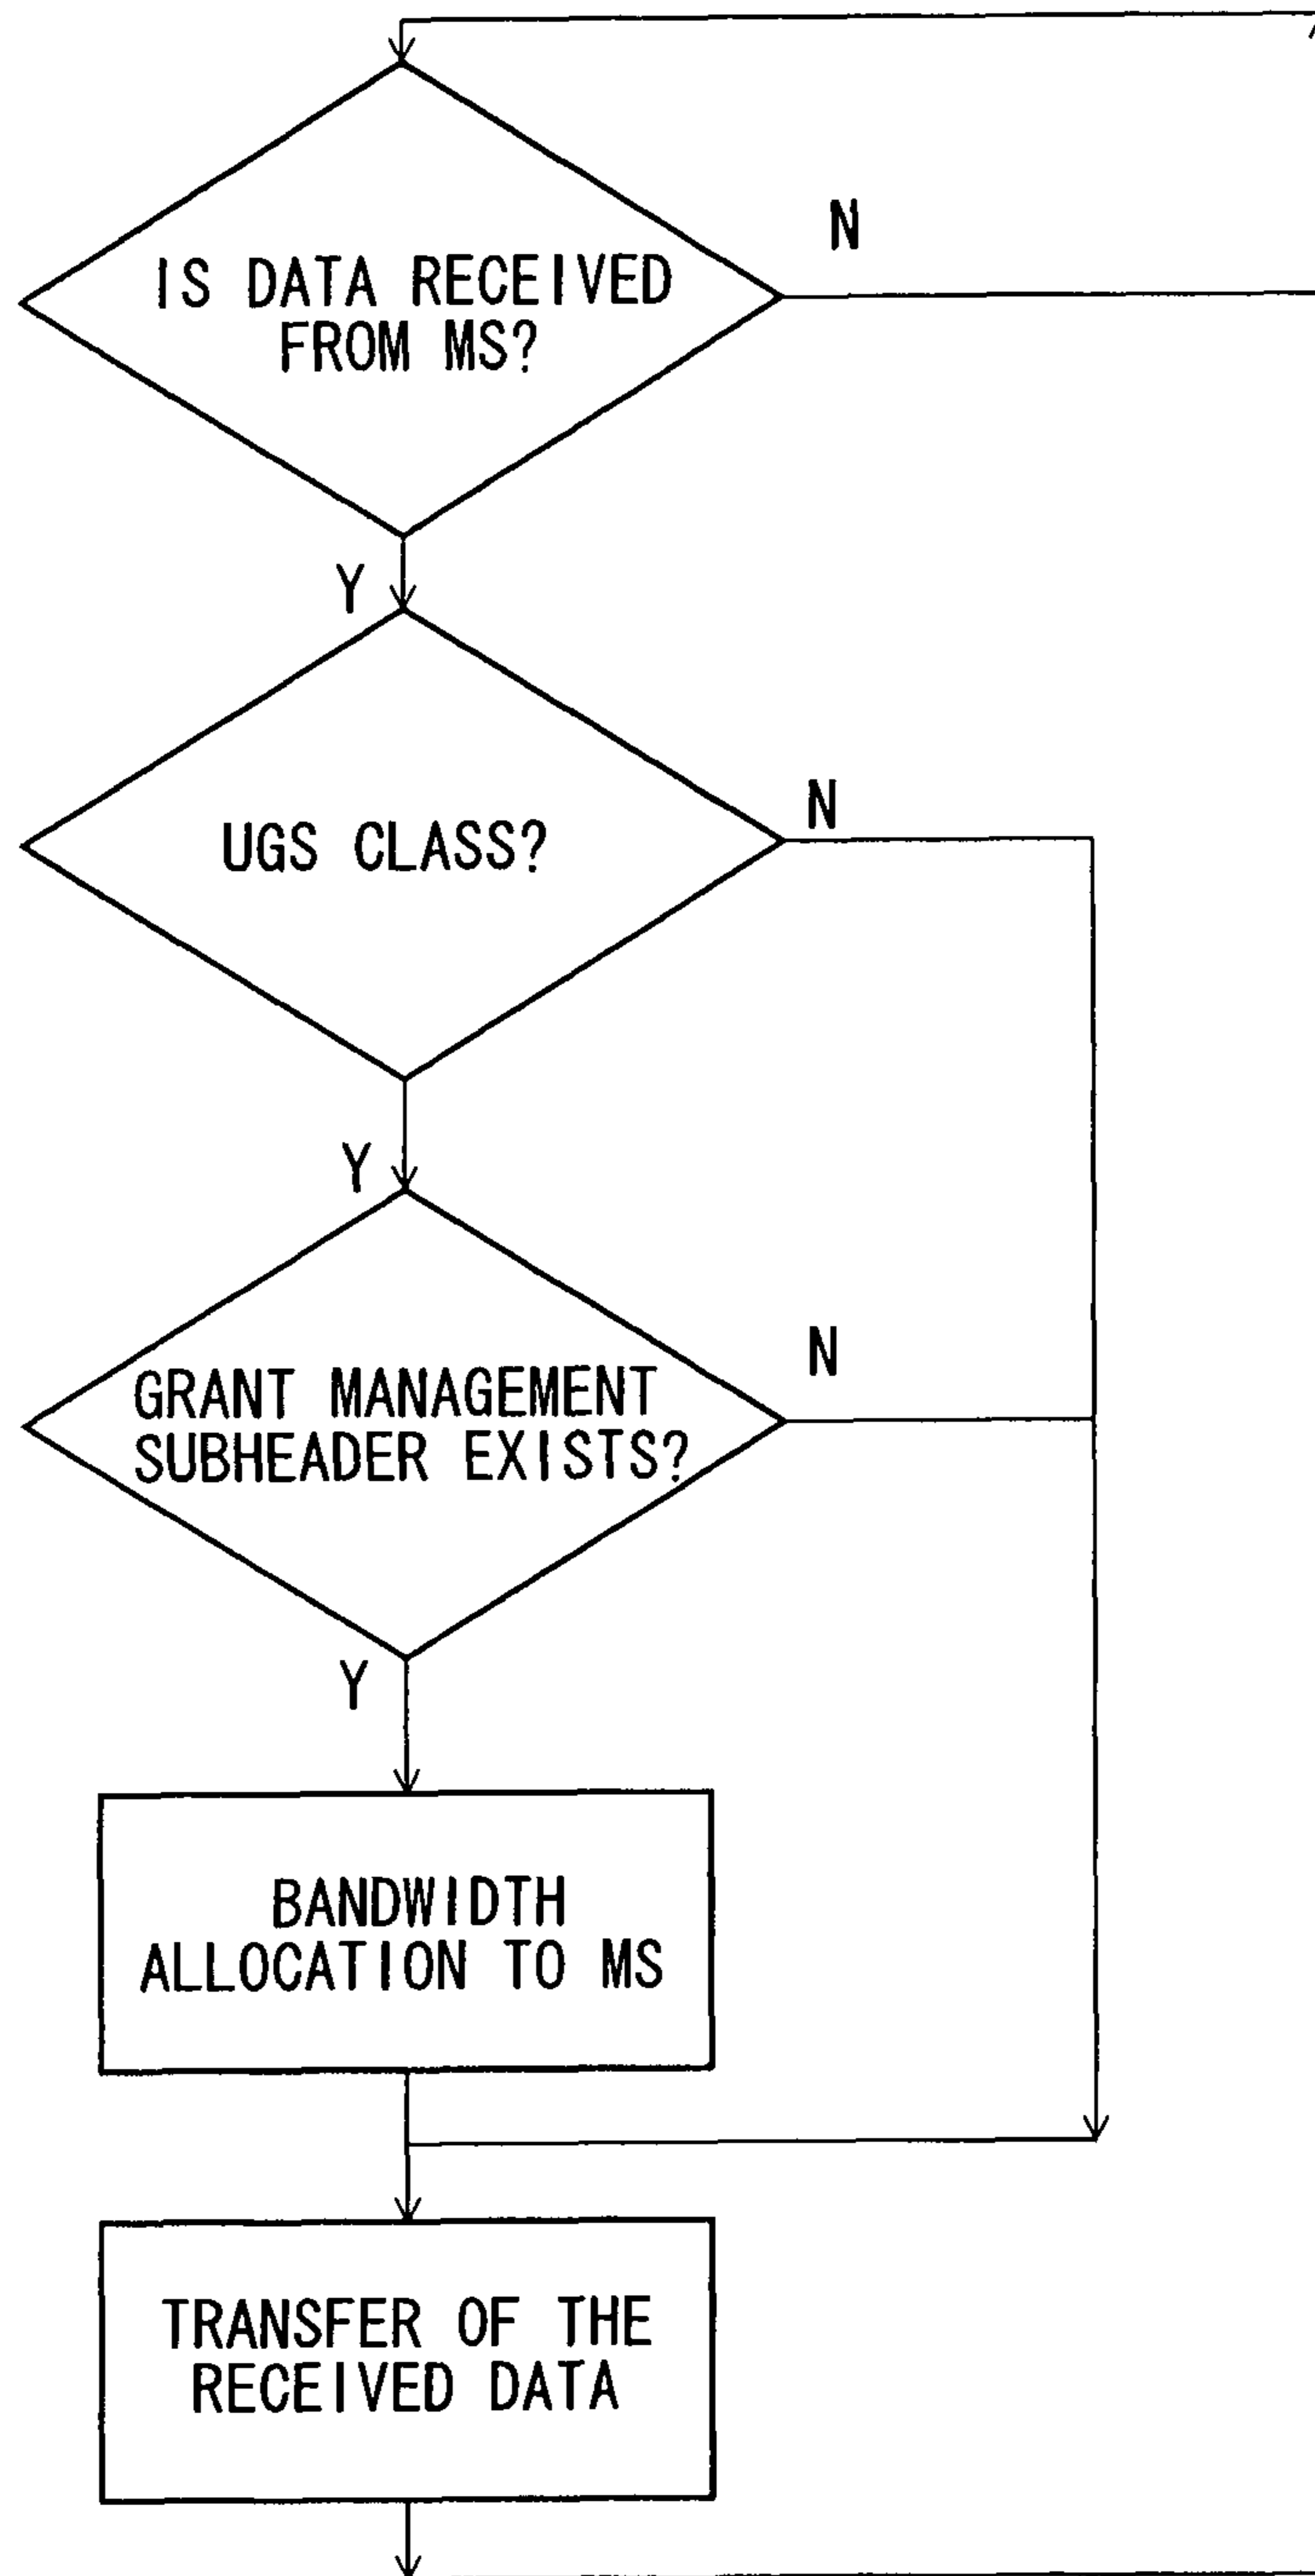 IS DATA RECEIVED
FROM MS?
N
Y
UGS CLASS?
N
Y
GRANT MANAGEMENT
SUBHEADER EXISTS?
N
Y
BANDWIDTH
ALLOCATION TO MS
TRANSFER OF THE
RECEIVED DATA